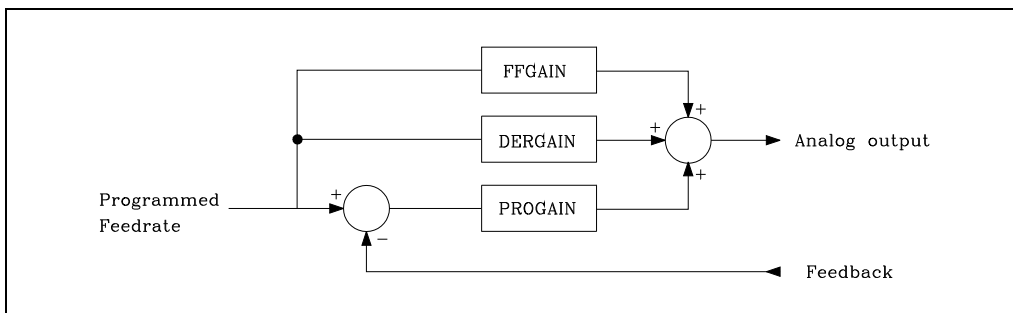 FFGAIN
+
DERGAIN
+
Analog output
Programmed
Feedrate
+
PROGAIN
+
−
Feedback